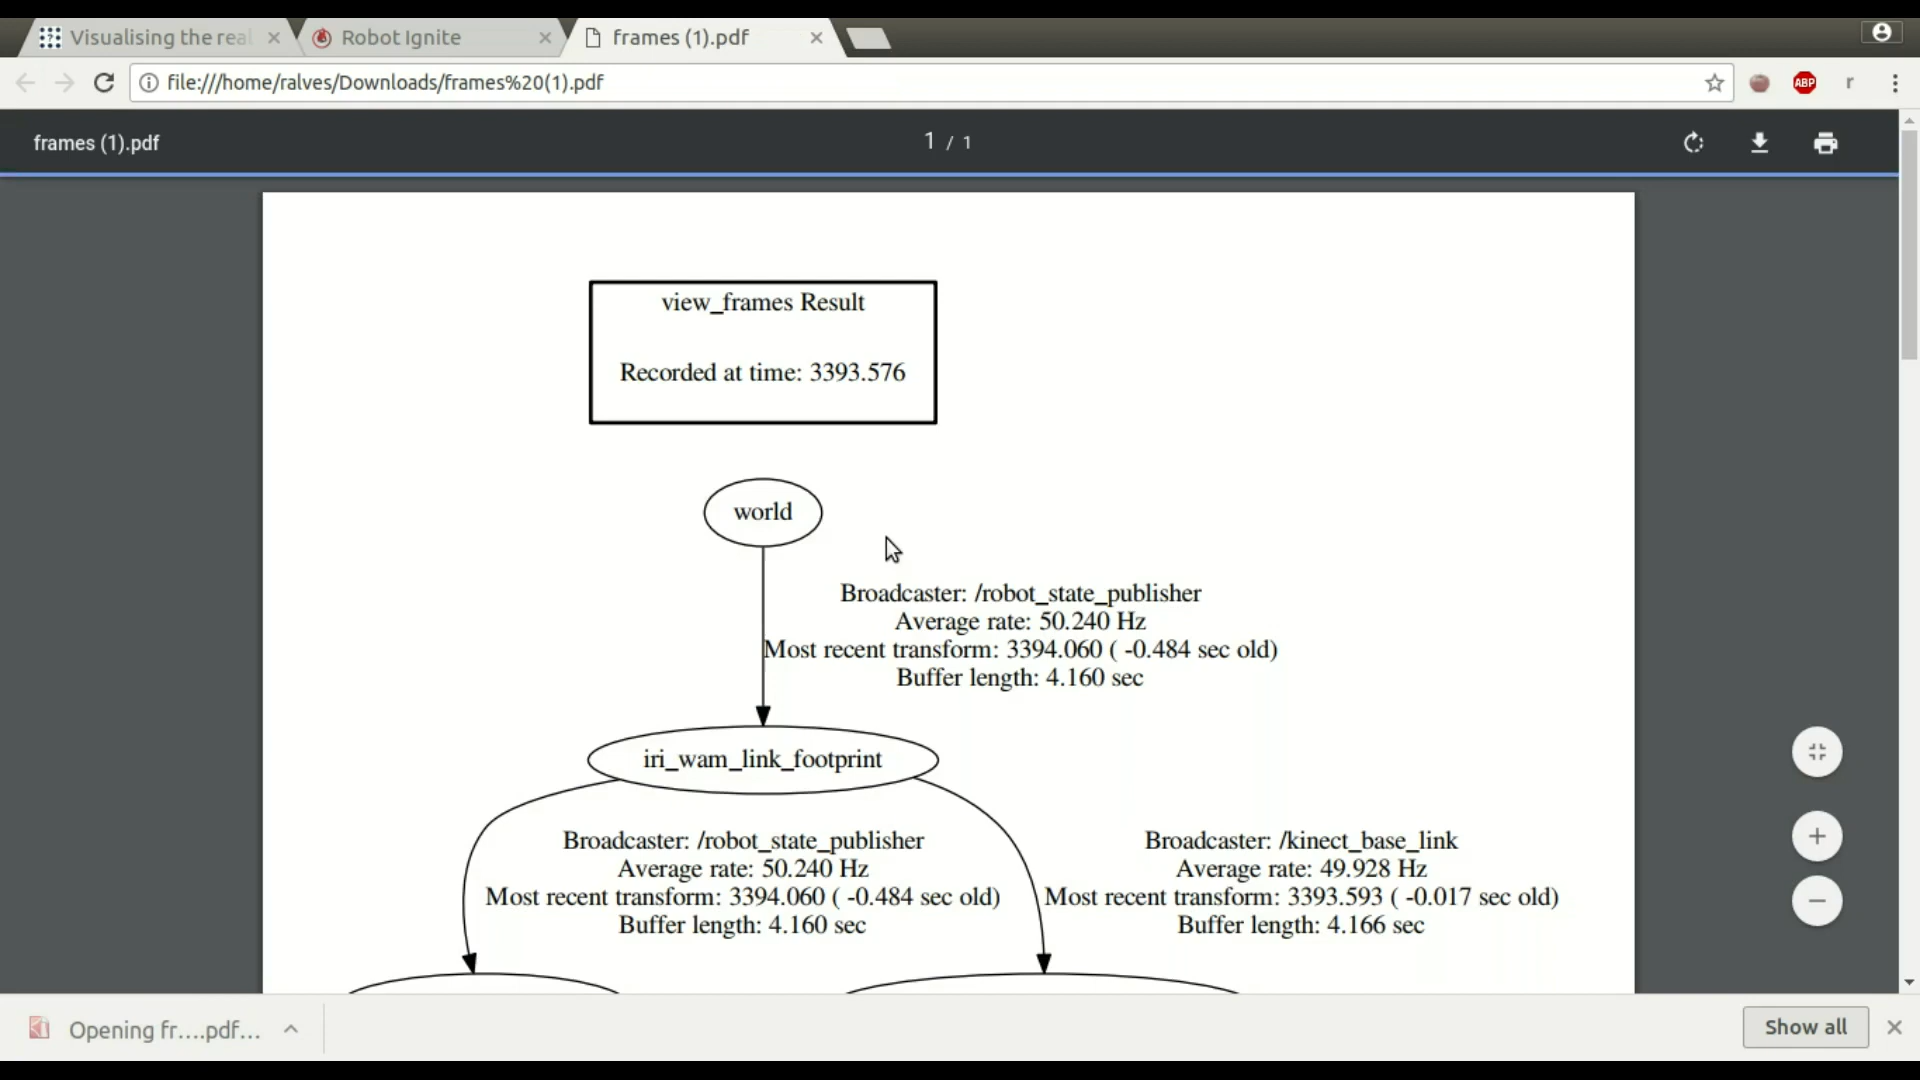 Visualising the real
Robot Ignite
frames (1).pdf
file:///home/ralves/Downloads/frames%20(1).pdf
ABP
r
frames (1).pdf
1 / 1
view_frames Result
Recorded at time: 3393.576
world
Broadcaster: /robot_state_publisher
Average rate: 50.240 Hz
Most recent transform: 3394.060 ( -0.484 sec old)
Buffer length: 4.160 sec
iri_wam_link_footprint
Broadcaster: /robot_state_publisher
Average rate: 50.240 Hz
Most recent transform: 3394.060 ( -0.484 sec old)
Buffer length: 4.160 sec
Broadcaster: /kinect_base_link
Average rate: 49.928 Hz
Most recent transform: 3393.593 ( -0.017 sec old)
Buffer length: 4.166 sec
Opening fr....pdf...
Show all